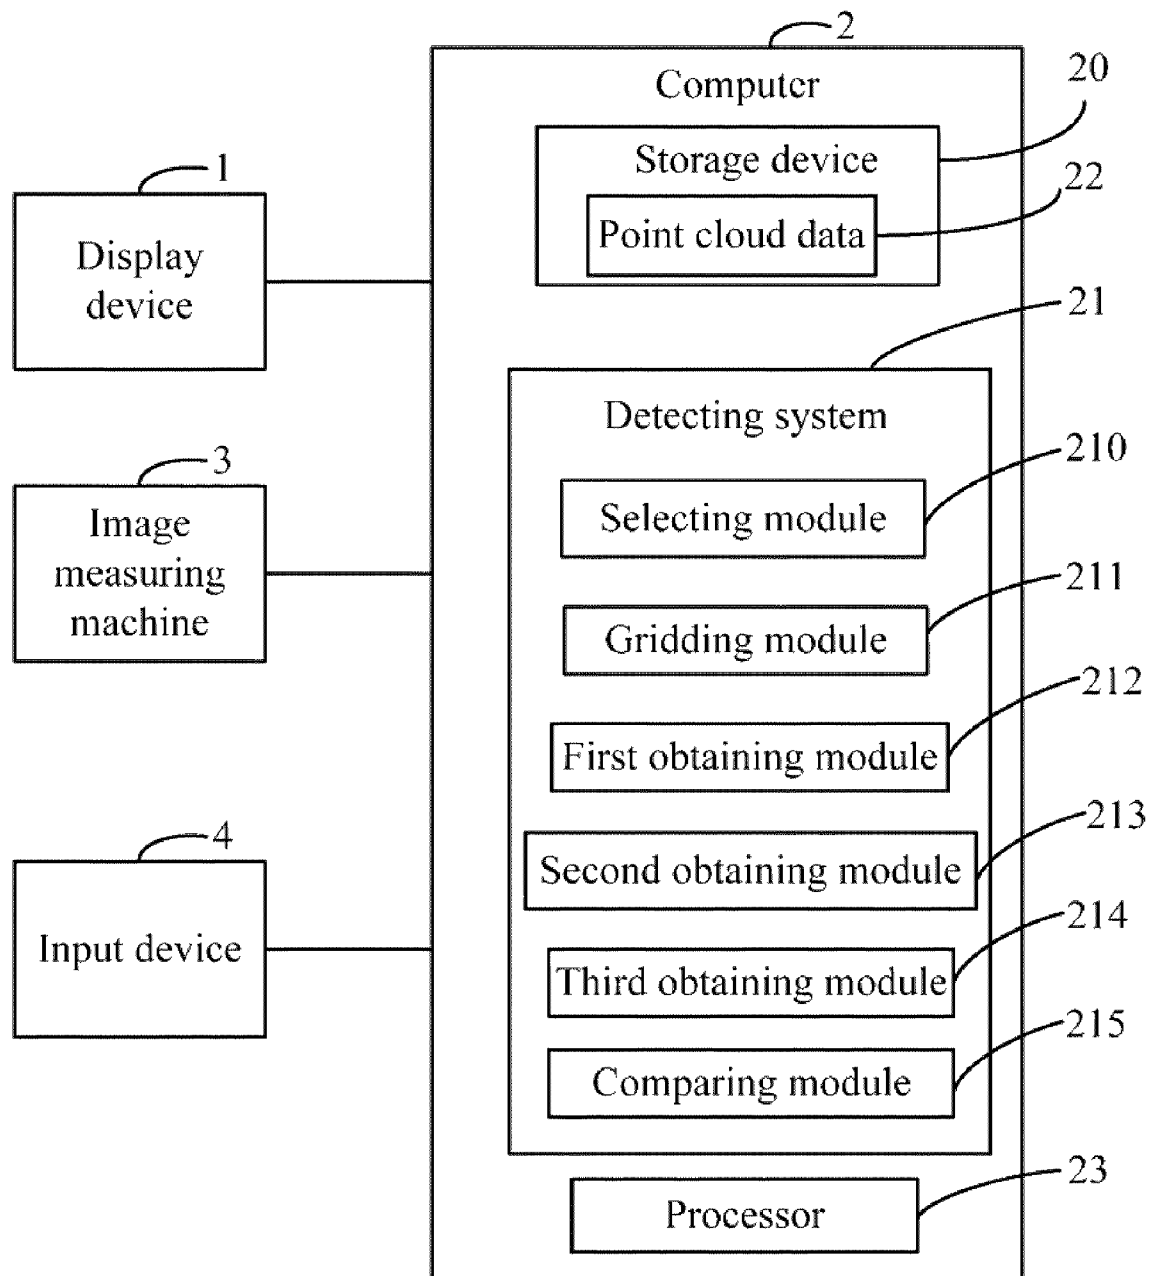 2
Computer
20
Storage device
22
Point cloud data
1
Display
device
21
Detecting system
3
Image
measuring
machine
210
Selecting module
211
Gridding module
212
First obtaining module
213
Second obtaining module
4
Input device
214
Third obtaining module
215
Comparing module
23
Processor